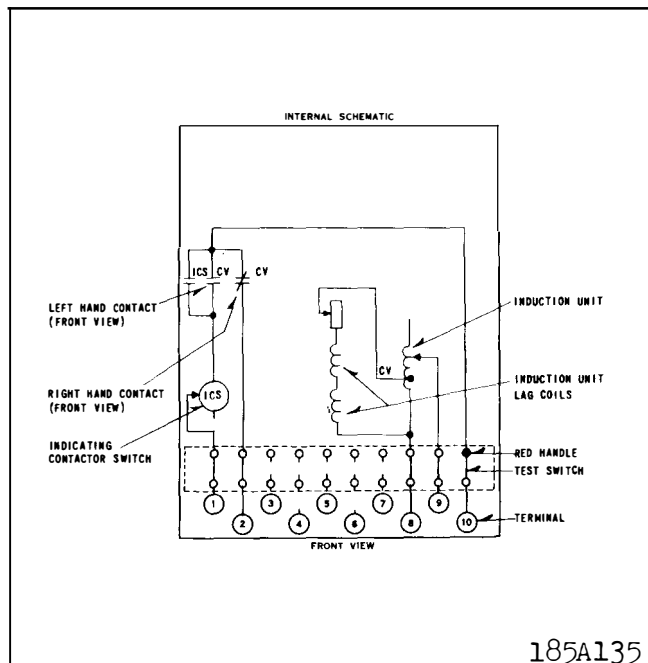 INTERNAL SCHEMATIC
ICS CV CV
LEFT HAND CONTACT
(FRONT VIEW)
INDUCTION UNIT
CV
RIGHT HAND CONTACT
(FRONT VIEW)
ICS
INDUCTION UNIT
LAG COILS
INDICATING
CONTACTOR SWITCH
RED HANDLE
TEST SWITCH
1 3 5 7 9
2 4 6 8 10
TERMINAL
FRONT VIEW
185A135